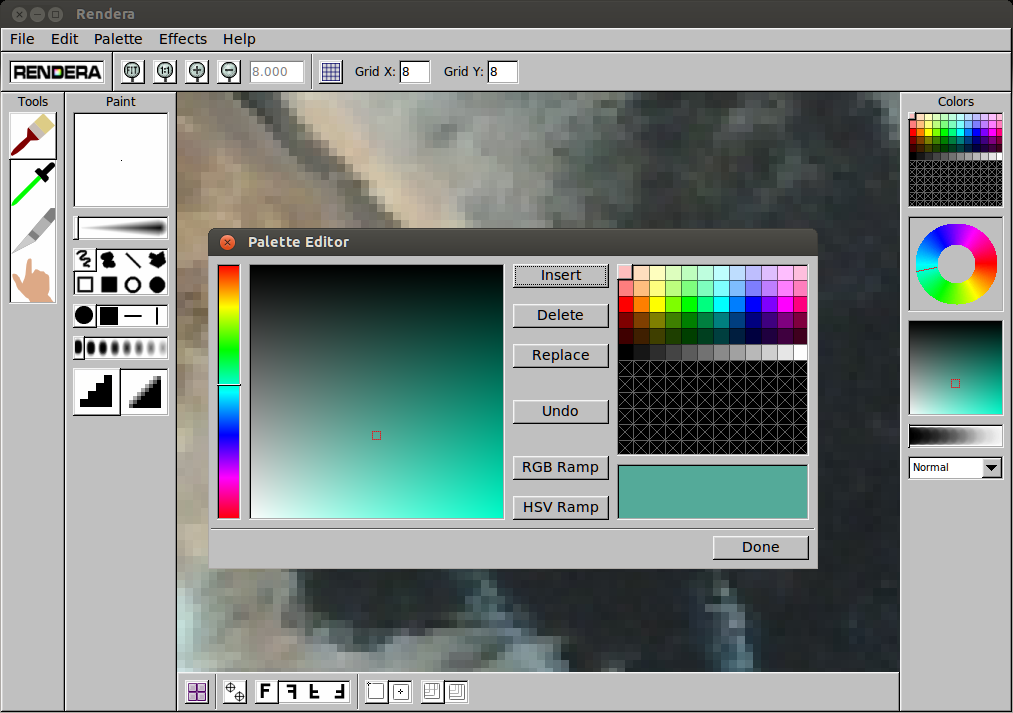 Rendera
File Edit Palette Effects Help
RENDERA FIT 1:1 8.000 Grid X: 8 Grid Y: 8
Tools
Paint
Colors
Palette Editor
Insert
Delete
Replace
Undo
RGB Ramp
HSV Ramp
Done
Normal
F